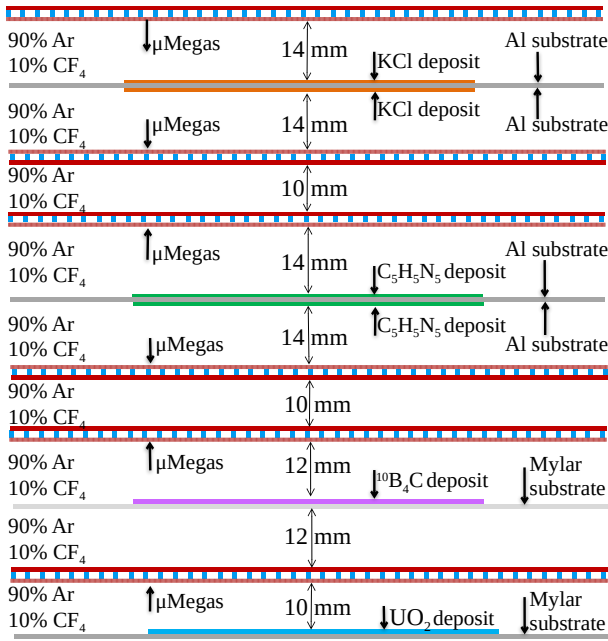 90% Ar
10% CF₄
μMegas
14 mm
KCl deposit
Al substrate
90% Ar
10% CF₄
μMegas
14 mm
KCl deposit
Al substrate
90% Ar
10% CF₄
10 mm
90% Ar
10% CF₄
μMegas
14 mm
C₅H₅N₅ deposit
Al substrate
90% Ar
10% CF₄
μMegas
14 mm
C₅H₅N₅ deposit
Al substrate
90% Ar
10% CF₄
10 mm
90% Ar
10% CF₄
μMegas
12 mm
¹⁰B₄C deposit
Mylar
substrate
90% Ar
10% CF₄
12 mm
90% Ar
10% CF₄
μMegas
10 mm
UO₂ deposit
Mylar
substrate